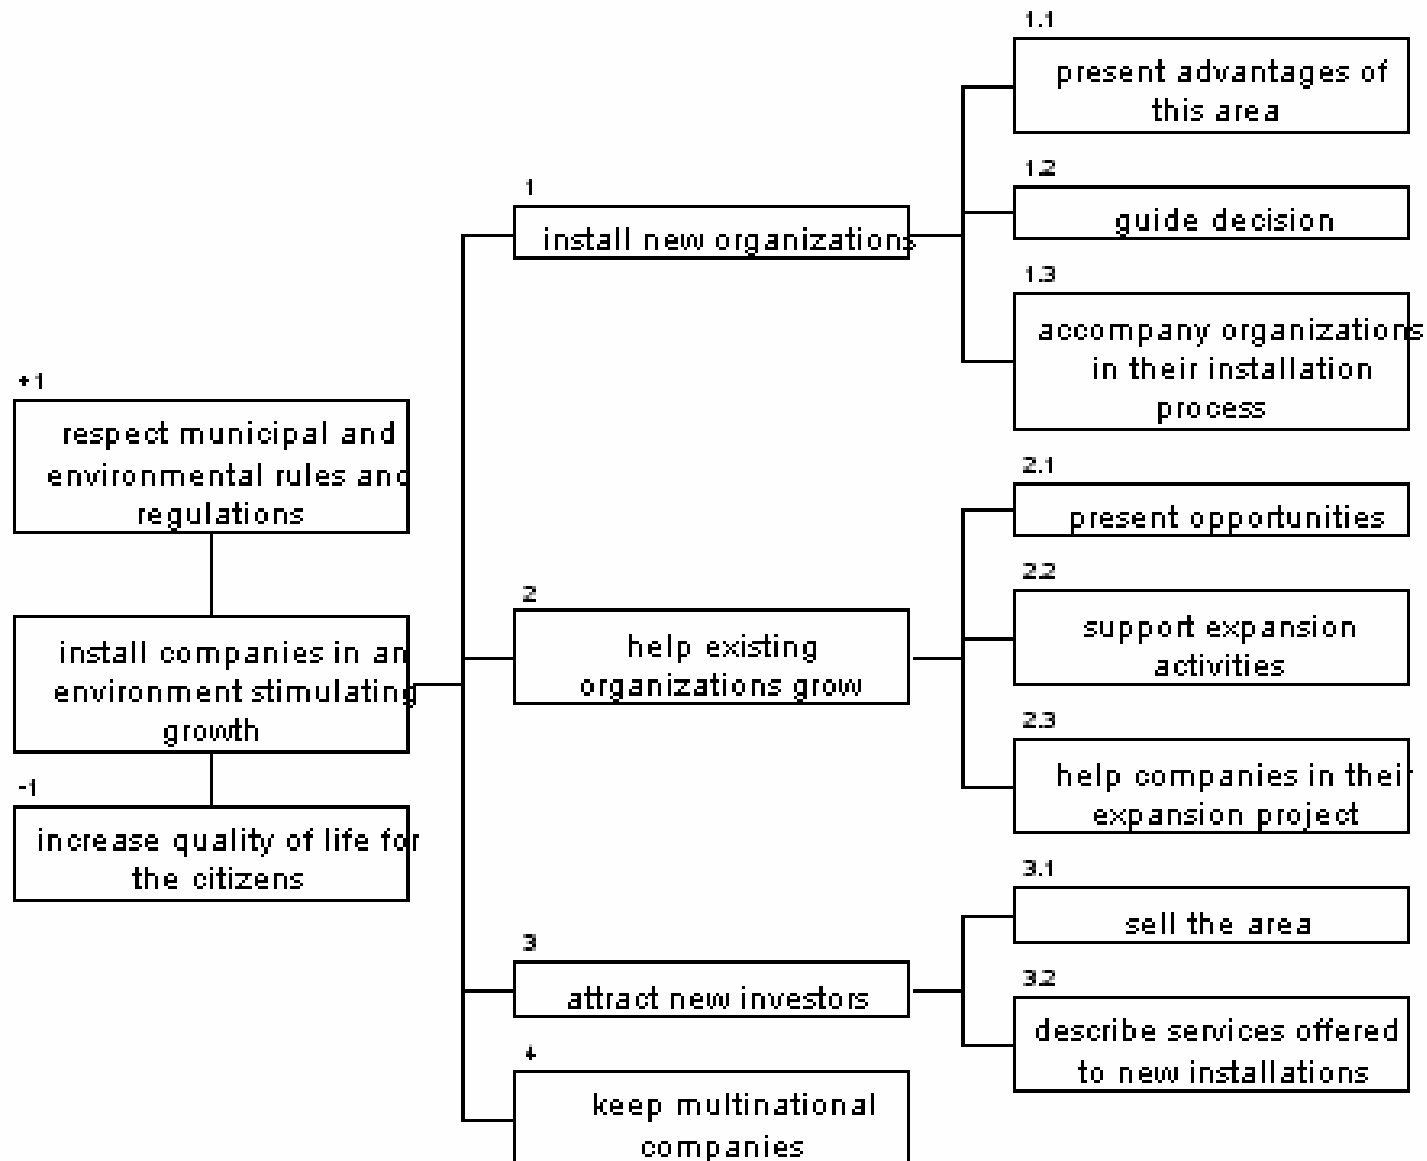 +1
respect municipal and
environmental rules and
regulations
install companies in an
environment stimulating
growth
-1
increase quality of life for
the citizens
1
install new organizations
2
help existing
organizations grow
3
attract new investors
4
keep multinational
companies
1.1
present advantages of
this area
1.2
guide decision
1.3
accompany organizations
in their installation
process
2.1
present opportunities
2.2
support expansion
activities
2.3
help companies in their
expansion project
3.1
sell the area
3.2
describe services offered
to new installations